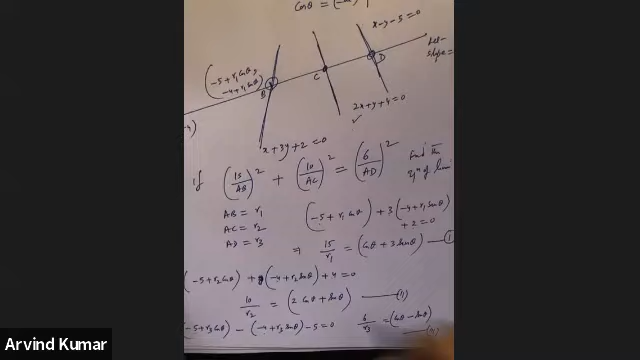 Cosθ =
x-y-5=0
(-5+r₁cosθ,
-4+r₁sinθ)
B
C
D
slope =
-4)
2x+y+4=0
x+3y+2=0
If (15/AB)² + (10/AC)² = (6/AD)² Find the
eqⁿ of line
AB = r₁
AC = r₂
AD = r₃
(-5+r₁cosθ) + 3(-4+r₁sinθ)
+2=0
⇒ 15/r₁ = (cosθ+3sinθ) —(I)
(-5+r₂cosθ) + (-4+r₂sinθ)+4=0
10/r₂ = (2cosθ+sinθ) —(II)
(-5+r₃cosθ) - (-4+r₃sinθ)-5=0 6/r₃ = (cosθ-sinθ)
Arvind Kumar